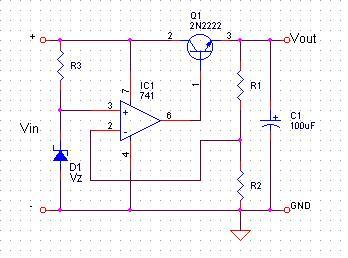 Q1
2N2222
+
2
3
Vout
R3
7
IC1
741
1
R1
3
+
6
C1
+
100uF
2
-
Vin
4
D1
Vz
R2
-
GND